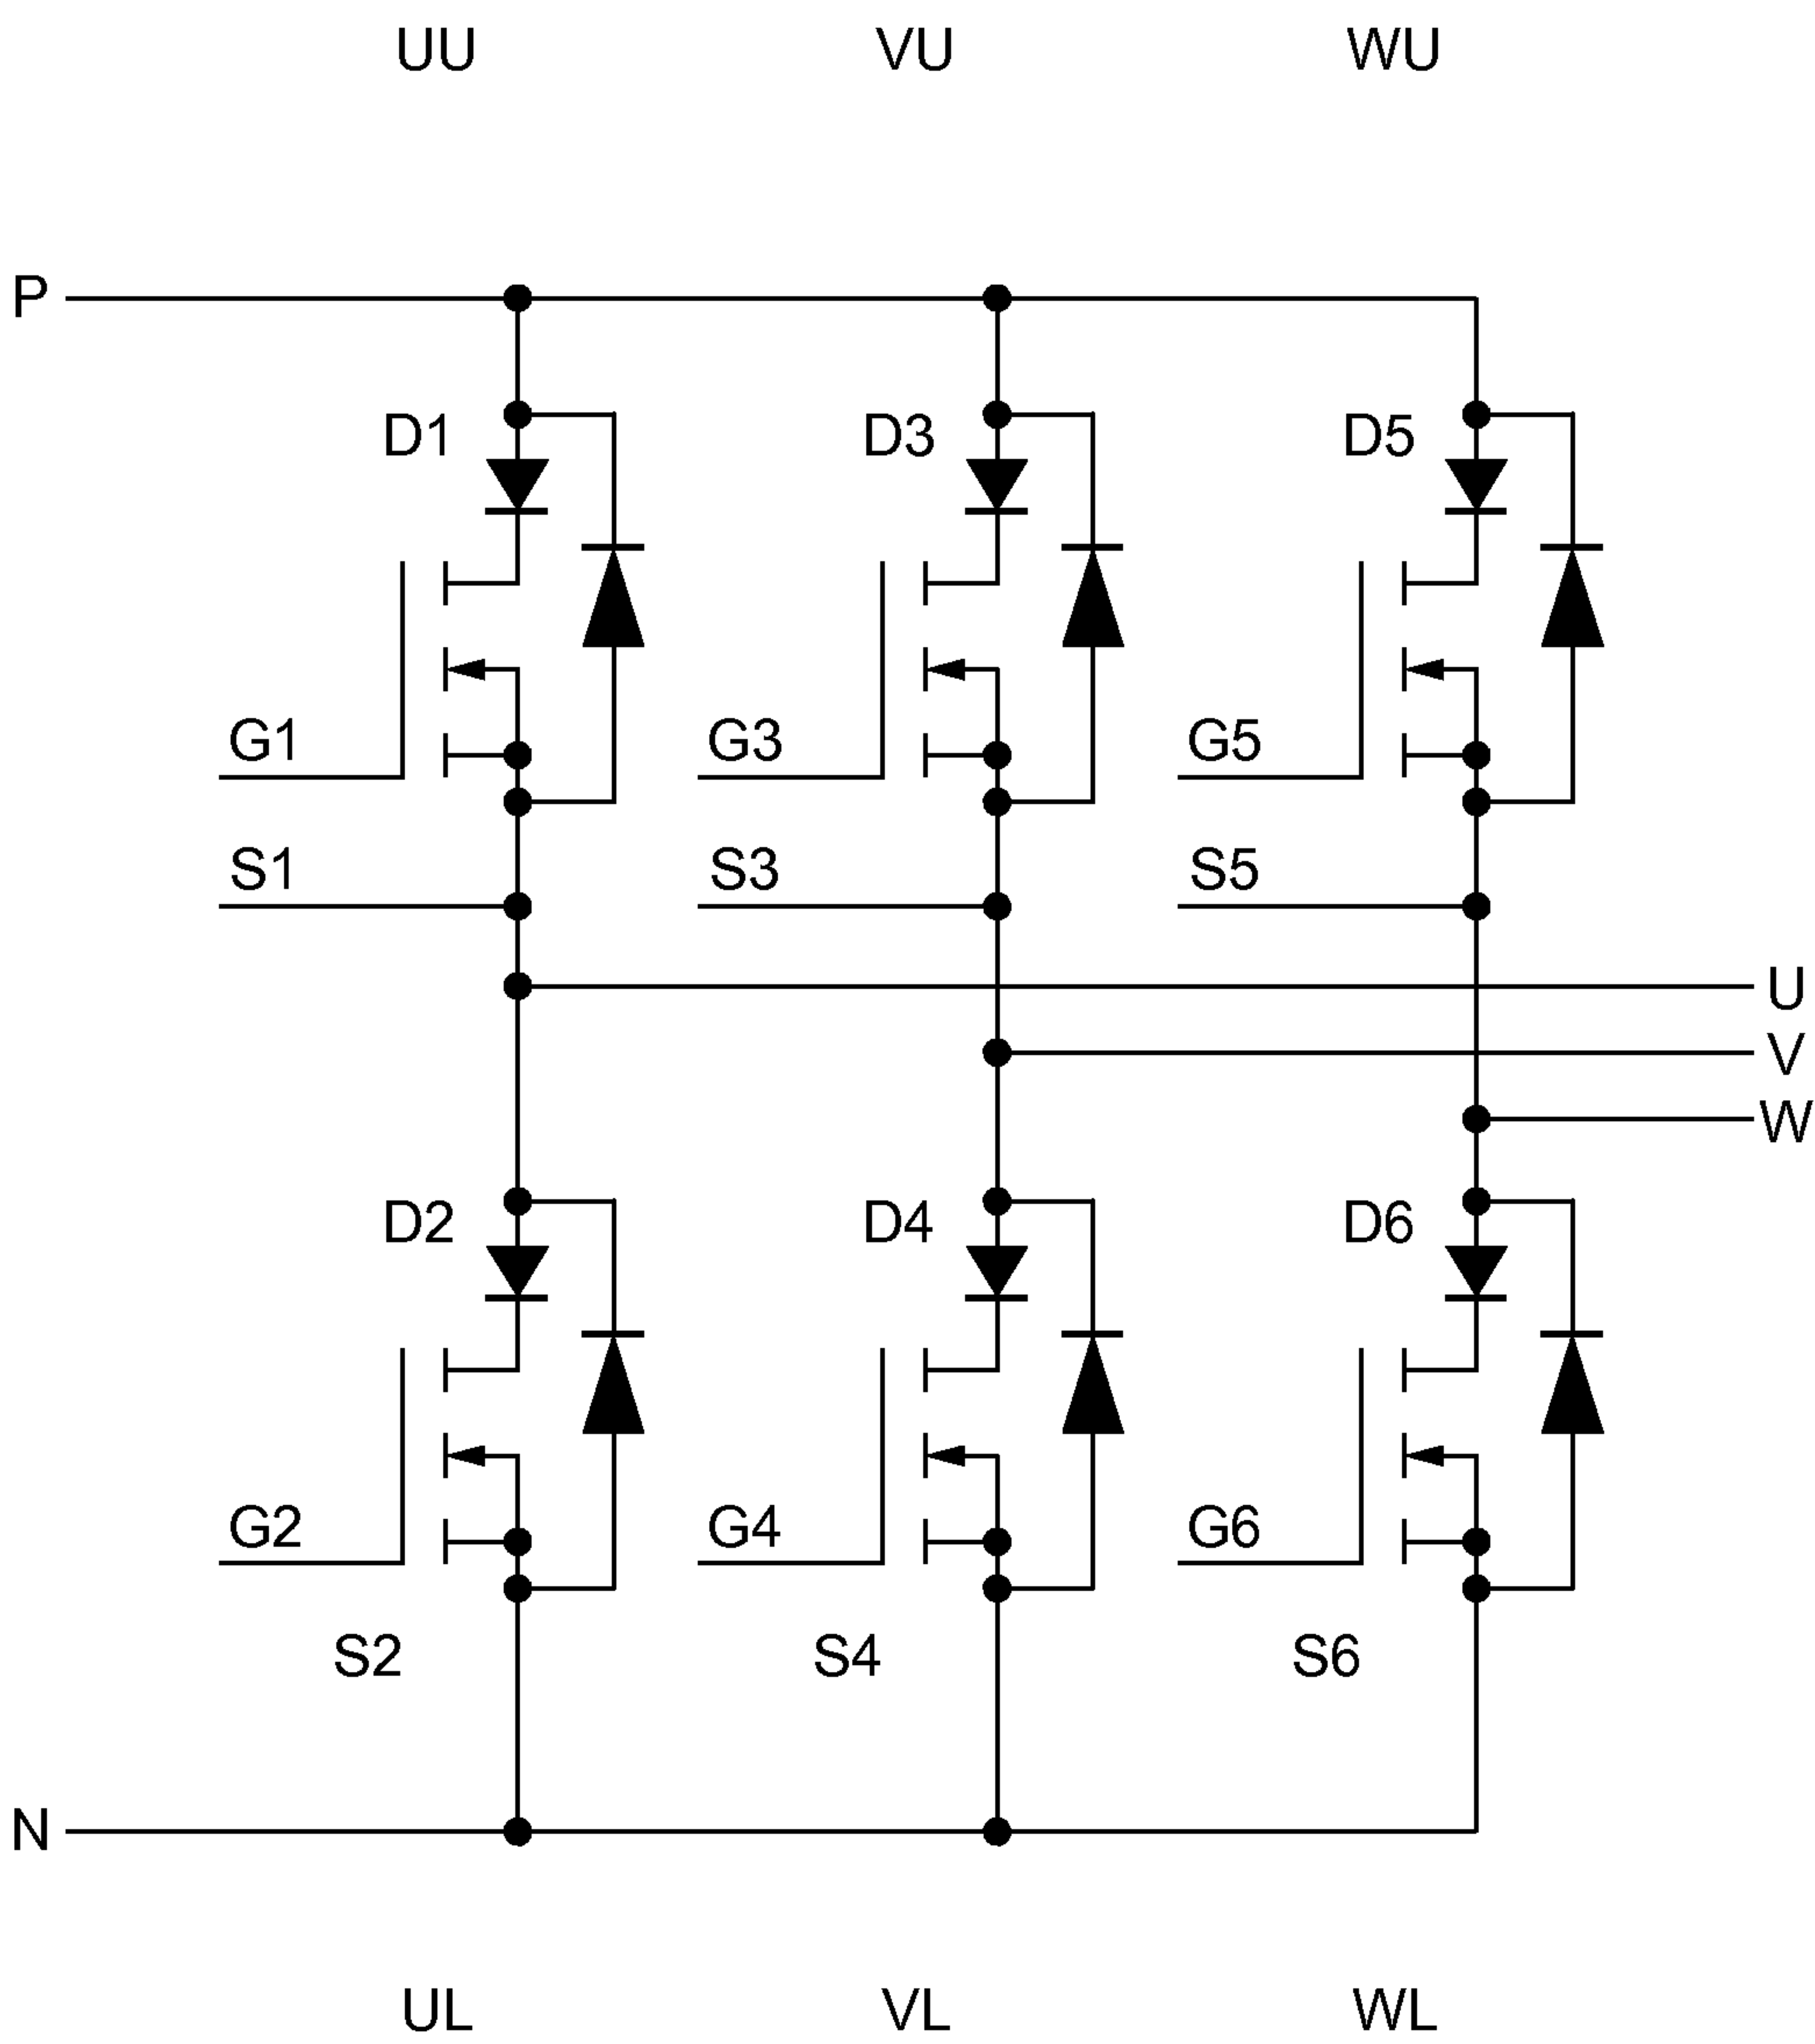 UU VU WU
P
D1 D3 D5
G1 G3 G5
S1 S3 S5
U
V
W
D2 D4 D6
G2 G4 G6
S2 S4 S6
N
UL VL WL